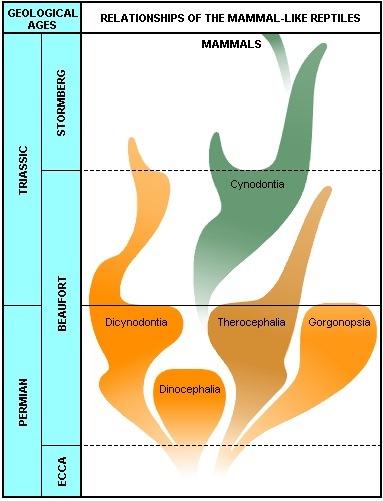 GEOLOGICAL
AGES
RELATIONSHIPS OF THE MAMMAL-LIKE REPTILES
MAMMALS
STORMBERG
TRIASSIC
Cynodontia
BEAUFORT
Dicynodontia
Therocephalia
Gorgonopsia
PERMIAN
Dinocephalia
ECCA